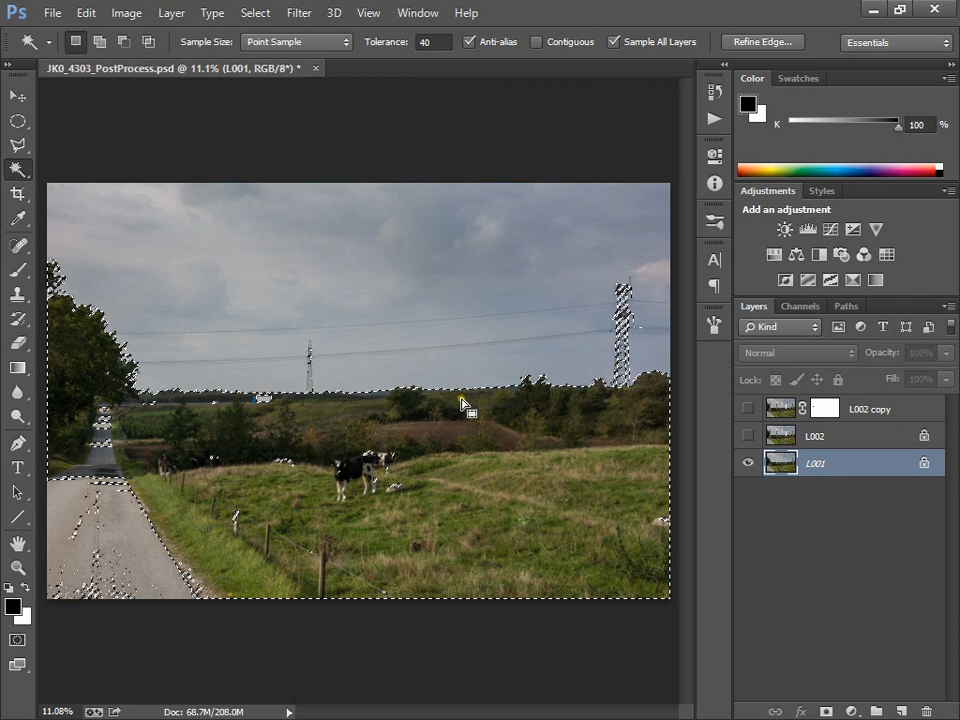 Ps File Edit Image Layer Type Select Filter 3D View Window Help
Sample Size: Point Sample Tolerance: 40 Anti-alias Contiguous Sample All Layers Refine Edge... Essentials
JK0_4303_PostProcess.psd @ 11.1% (L001, RGB/8*) * ×
Color Swatches
K 100 %
Adjustments Styles
Add an adjustment
Layers Channels Paths
Kind T
Normal Opacity: 100%
Lock: Fill: 100%
L002 copy
L002
L001
11.08% Doc: 68.7M/208.0M fx